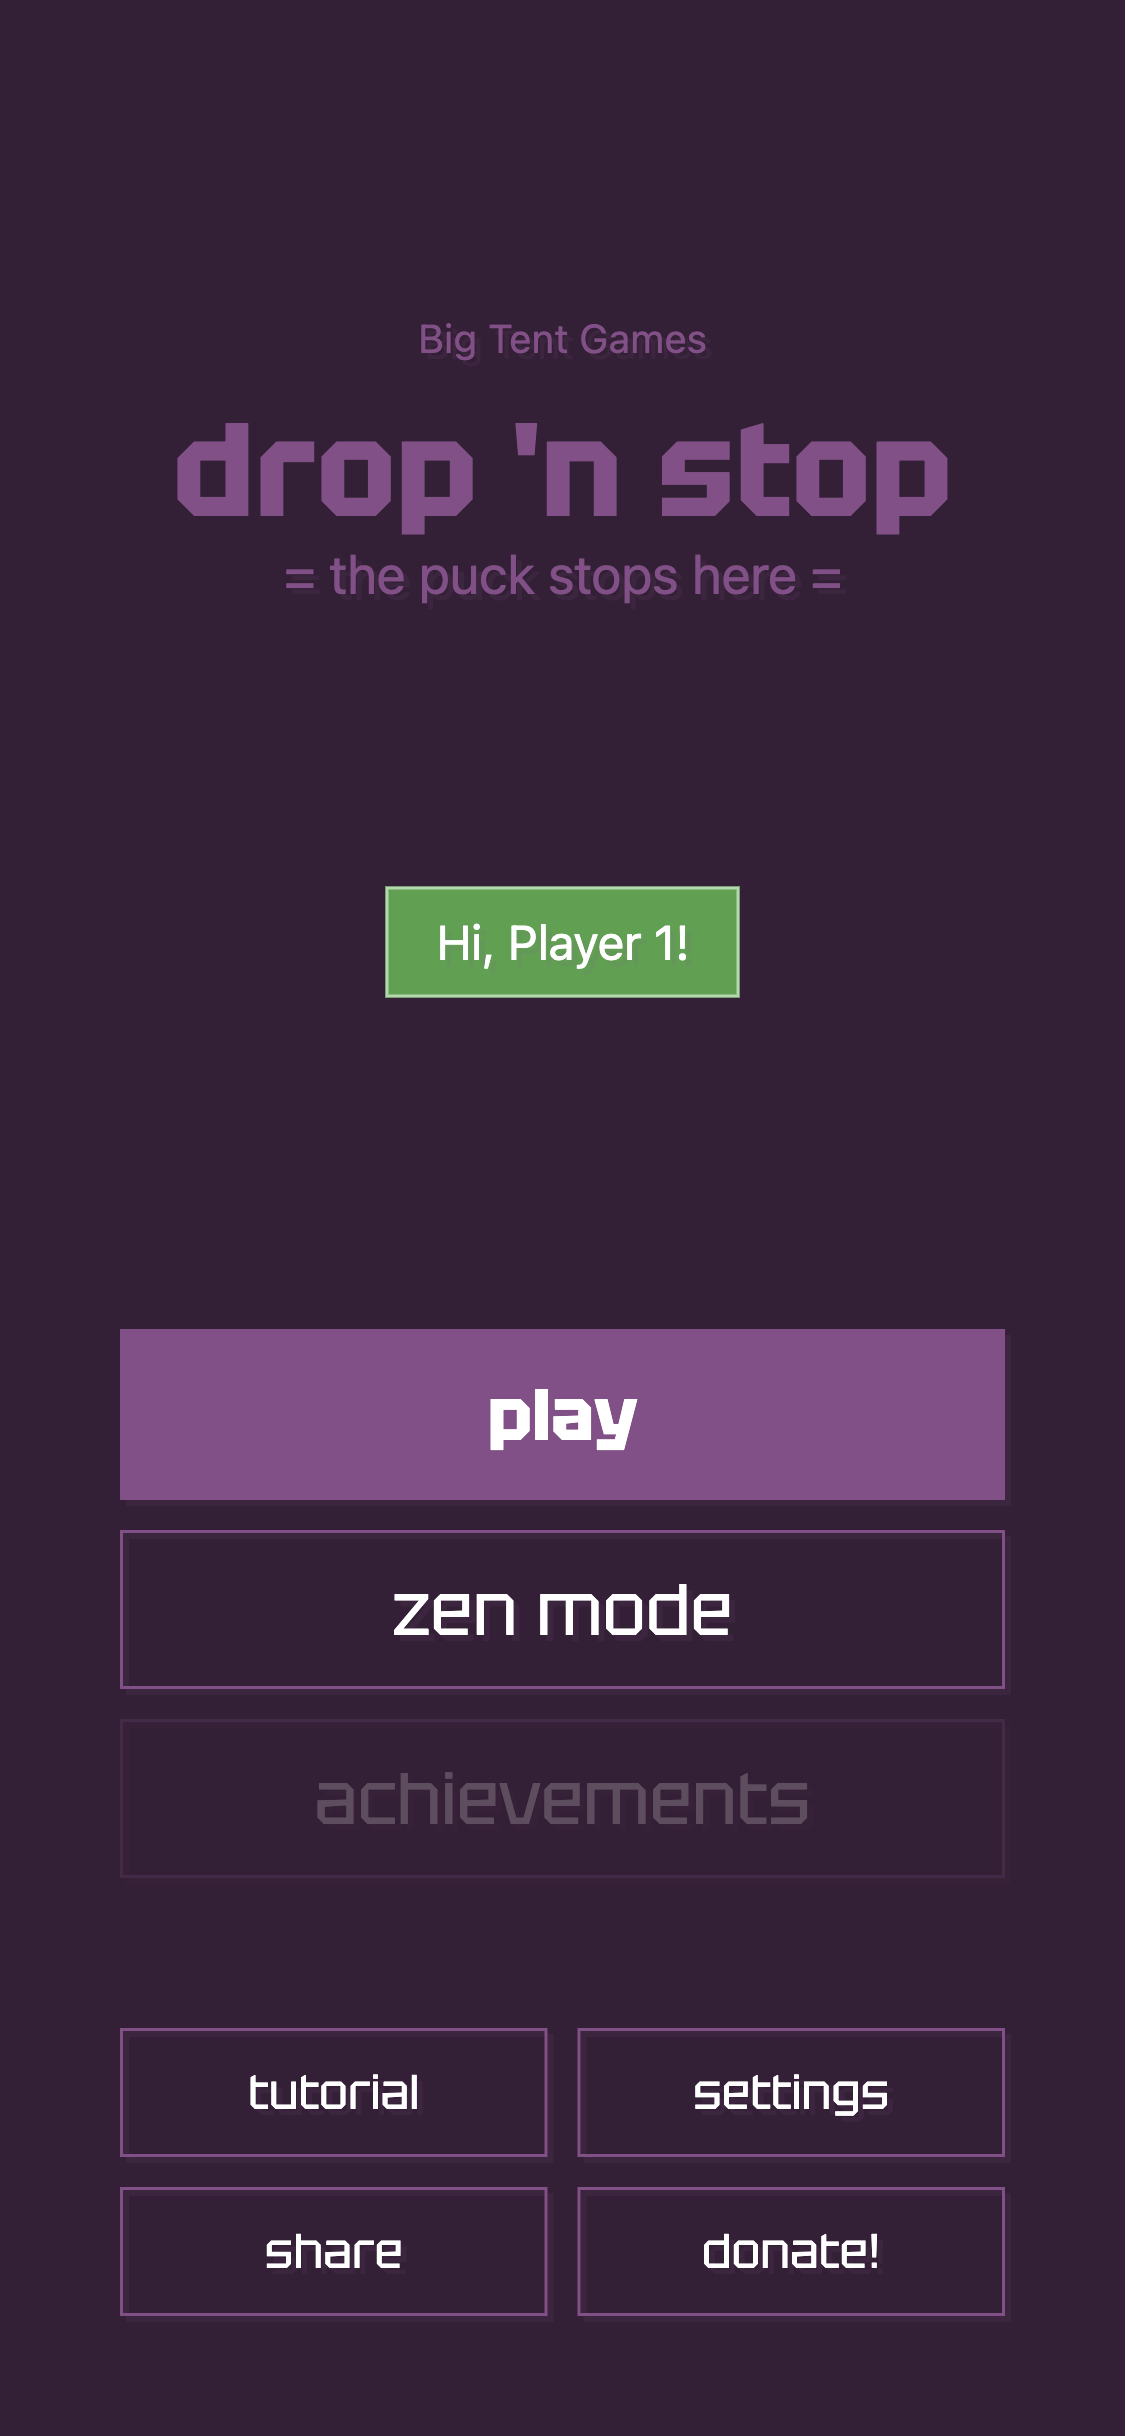 Big Tent Games
drop 'n stop
= the puck stops here =
Hi, Player 1!
play
zen mode
achievements
tutorial
settings
share
donate!